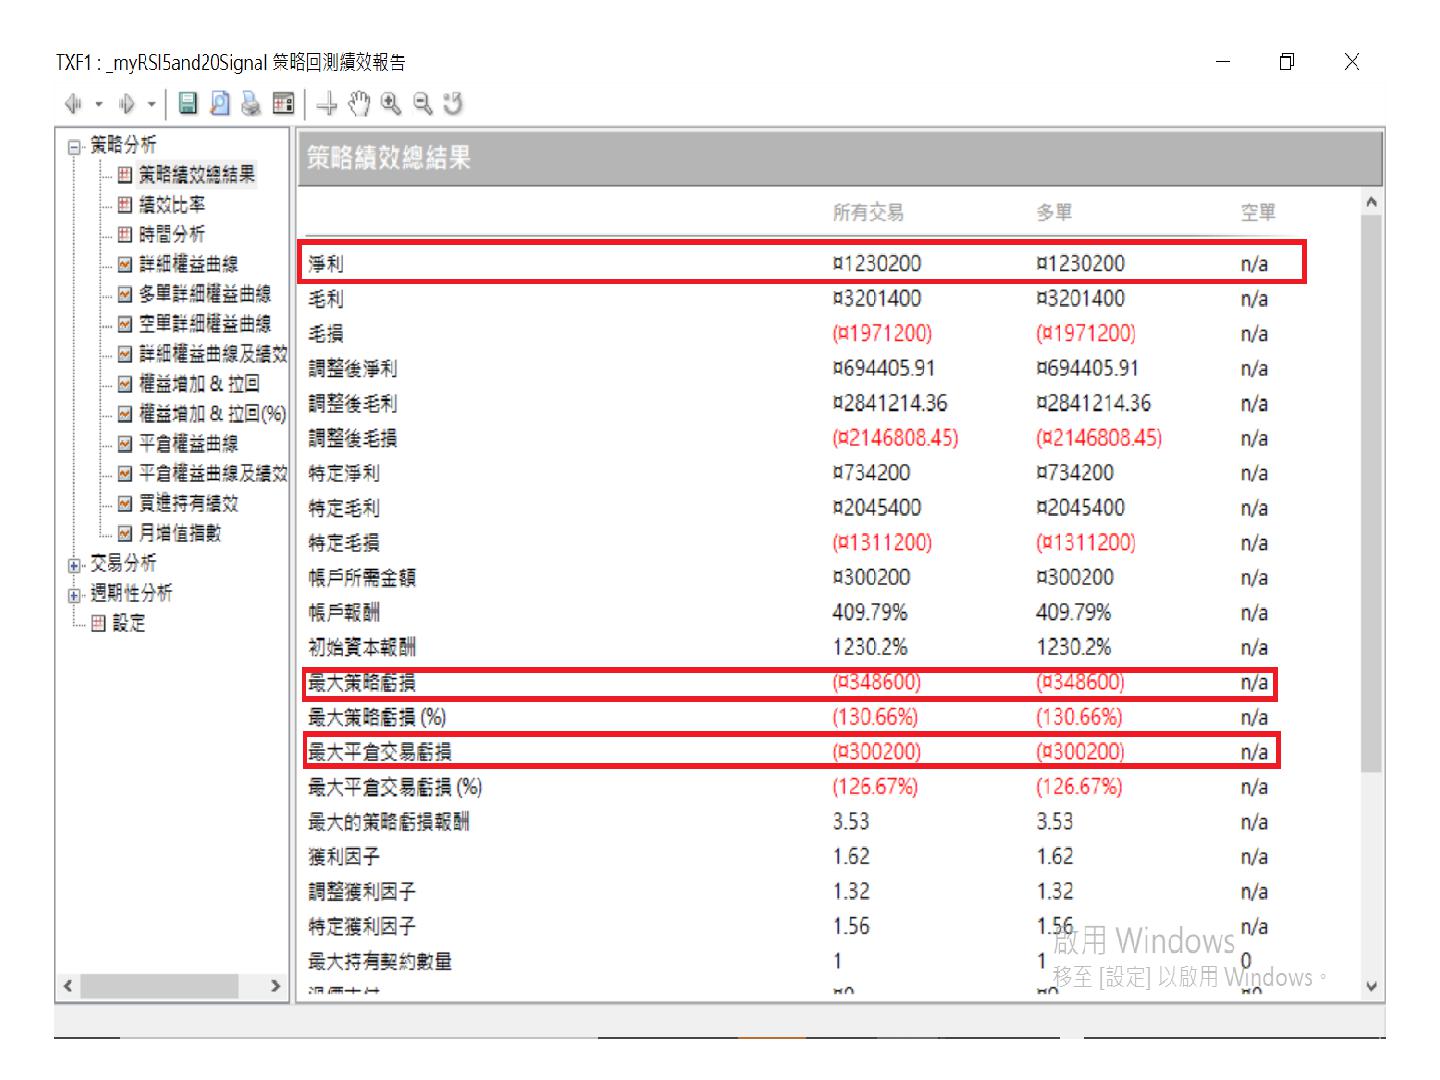 TXF1 : _myRSI5and20Signal 策略回測績效報告
策略分析
策略績效總結果
績效比率
時間分析
詳細權益曲線
多單詳細權益曲線
空單詳細權益曲線
詳細權益曲線及績效
權益增加 & 拉回
權益增加 & 拉回(%)
平倉權益曲線
平倉權益曲線及績效
買進持有績效
月增值指數
交易分析
週期性分析
設定
策略績效總結果
所有交易 多單 空單
淨利 ¤1230200 ¤1230200 n/a
毛利 ¤3201400 ¤3201400 n/a
毛損 (¤1971200) (¤1971200) n/a
調整後淨利 ¤694405.91 ¤694405.91 n/a
調整後毛利 ¤2841214.36 ¤2841214.36 n/a
調整後毛損 (¤2146808.45) (¤2146808.45) n/a
特定淨利 ¤734200 ¤734200 n/a
特定毛利 ¤2045400 ¤2045400 n/a
特定毛損 (¤1311200) (¤1311200) n/a
帳戶所需金額 ¤300200 ¤300200 n/a
帳戶報酬 409.79% 409.79% n/a
初始資本報酬 1230.2% 1230.2% n/a
最大策略虧損 (¤348600) (¤348600) n/a
最大策略虧損 (%) (130.66%) (130.66%) n/a
最大平倉交易虧損 (¤300200) (¤300200) n/a
最大平倉交易虧損 (%) (126.67%) (126.67%) n/a
最大的策略虧損報酬 3.53 3.53 n/a
獲利因子 1.62 1.62 n/a
調整獲利因子 1.32 1.32 n/a
特定獲利因子 1.56 1.56 n/a
最大持有契約數量 1 1 0
¤0 ¤0 ¤0
啟用 Windows
移至 [設定] 以啟用 Windows。